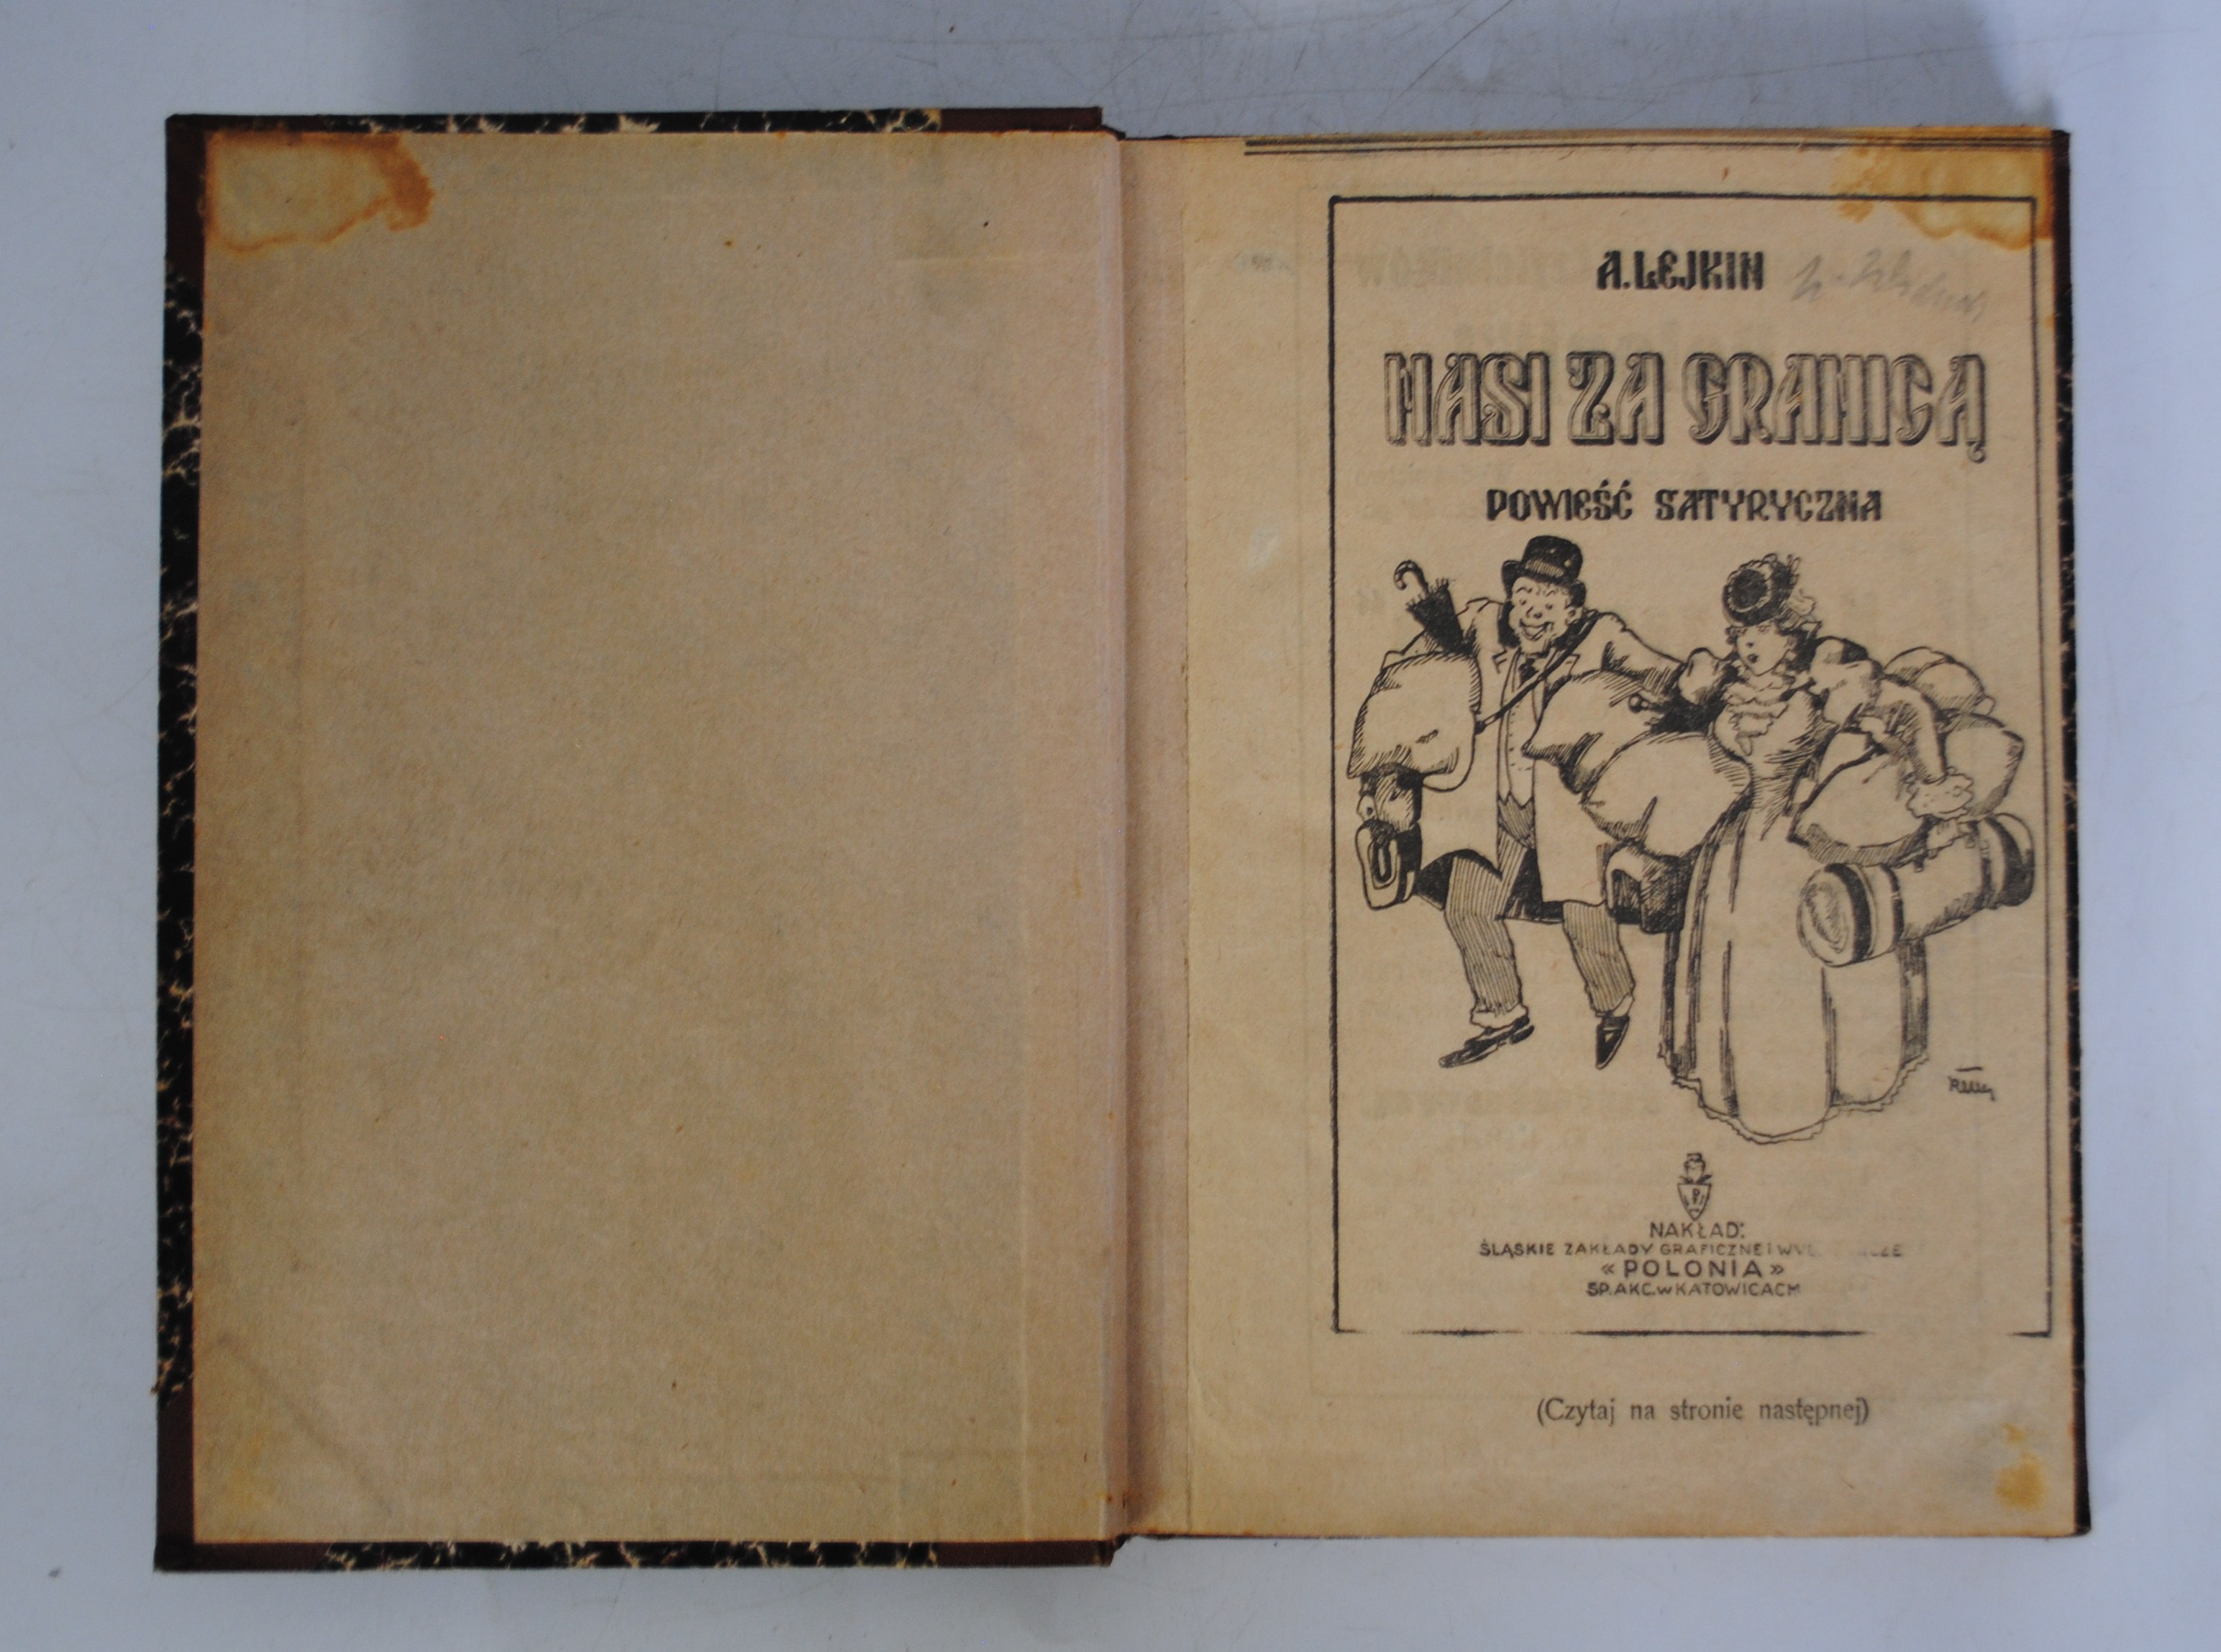 A. LEJKIN
NASI ZA GRANICĄ
POWIEŚĆ SATYRYCZNA
NAKŁAD:
ŚLĄSKIE ZAKŁADY GRAFICZNE I
«POLONIA»
SP. AKC. W KATOWICACH
(Czytaj na stronie następnej)